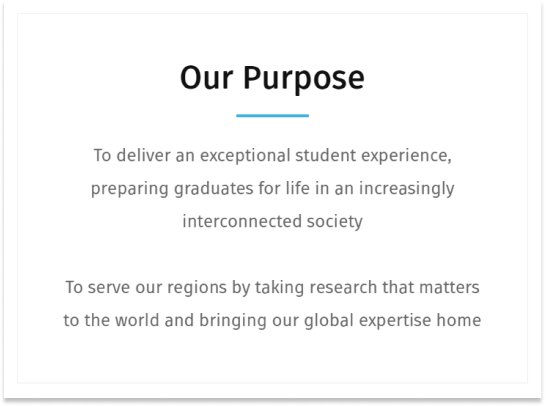 Our Purpose
To deliver an exceptional student experience,
preparing graduates for life in an increasingly
interconnected society
To serve our regions by taking research that matters
to the world and bringing our global expertise home